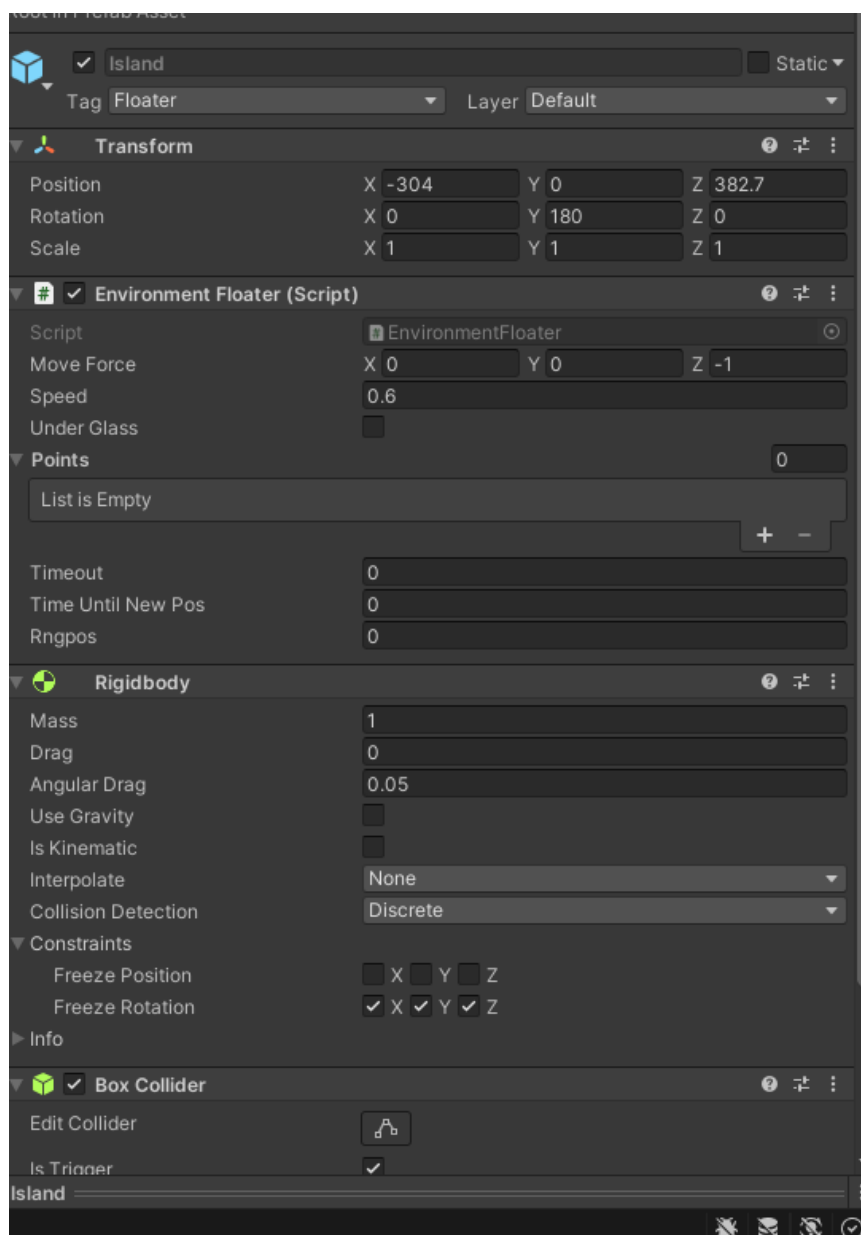 Root in Prefab Asset
Island Static
Tag Floater Layer Default
Transform
Position X -304 Y 0 Z 382.7
Rotation X 0 Y 180 Z 0
Scale X 1 Y 1 Z 1
# Environment Floater (Script)
Script # EnvironmentFloater
Move Force X 0 Y 0 Z -1
Speed 0.6
Under Glass
Points 0
List is Empty
+ −
Timeout 0
Time Until New Pos 0
Rngpos 0
Rigidbody
Mass 1
Drag 0
Angular Drag 0.05
Use Gravity
Is Kinematic
Interpolate None
Collision Detection Discrete
Constraints
Freeze Position X Y Z
Freeze Rotation X Y Z
Info
Box Collider
Edit Collider
Is Trigger
Island